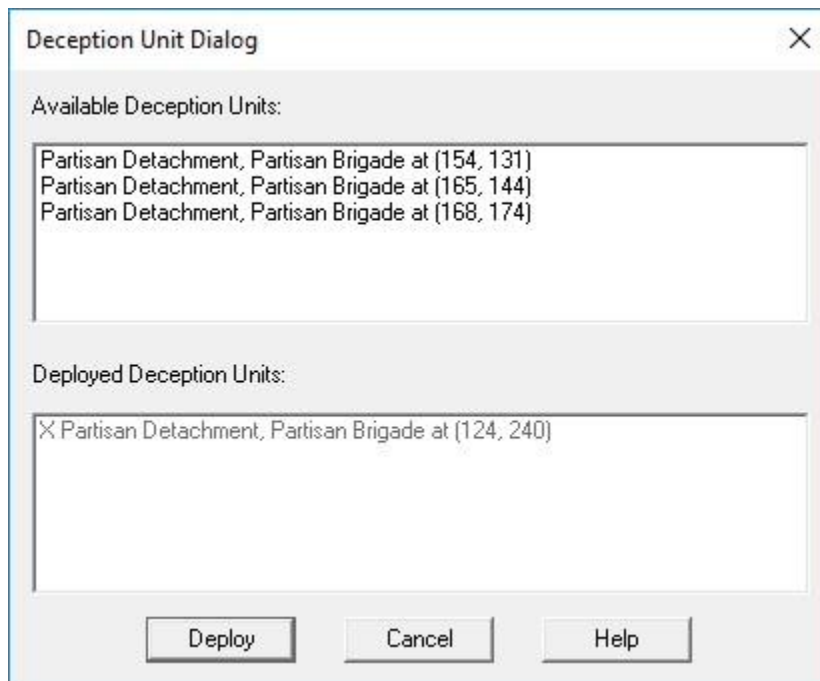 Deception Unit Dialog
Available Deception Units:
Partisan Detachment, Partisan Brigade at (154, 131)
Partisan Detachment, Partisan Brigade at (165, 144)
Partisan Detachment, Partisan Brigade at (168, 174)
Deployed Deception Units:
X Partisan Detachment, Partisan Brigade at (124, 240)
Deploy Cancel Help